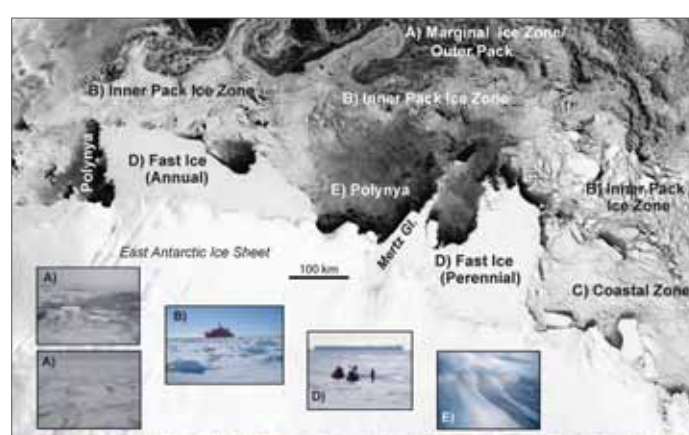 A) Marginal Ice Zone/
Outer Pack
B) Inner Pack Ice Zone
B) Inner Pack Ice Zone
Polynya
D) Fast Ice
(Annual)
E) Polynya
B) Inner Pack
Ice Zone
Mertz Gl.
East Antarctic Ice Sheet
100 km
D) Fast Ice
(Perennial)
C) Coastal Zone
A)
B)
A)
D)
E)